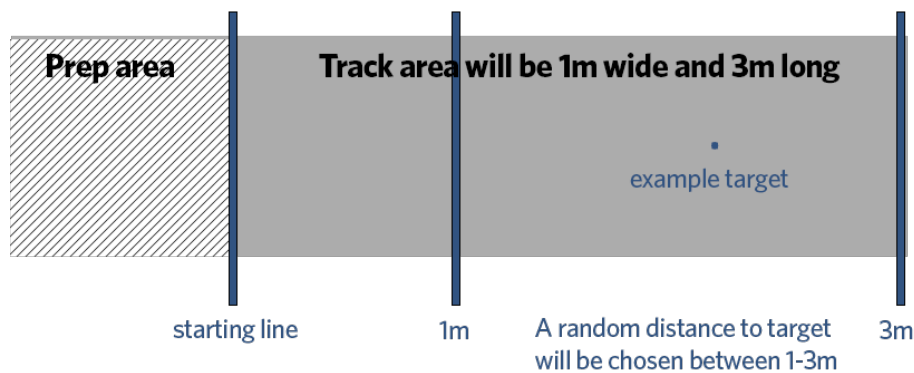 Prep area
Track area will be 1m wide and 3m long
example target
starting line
1m
A random distance to target
will be chosen between 1-3m
3m